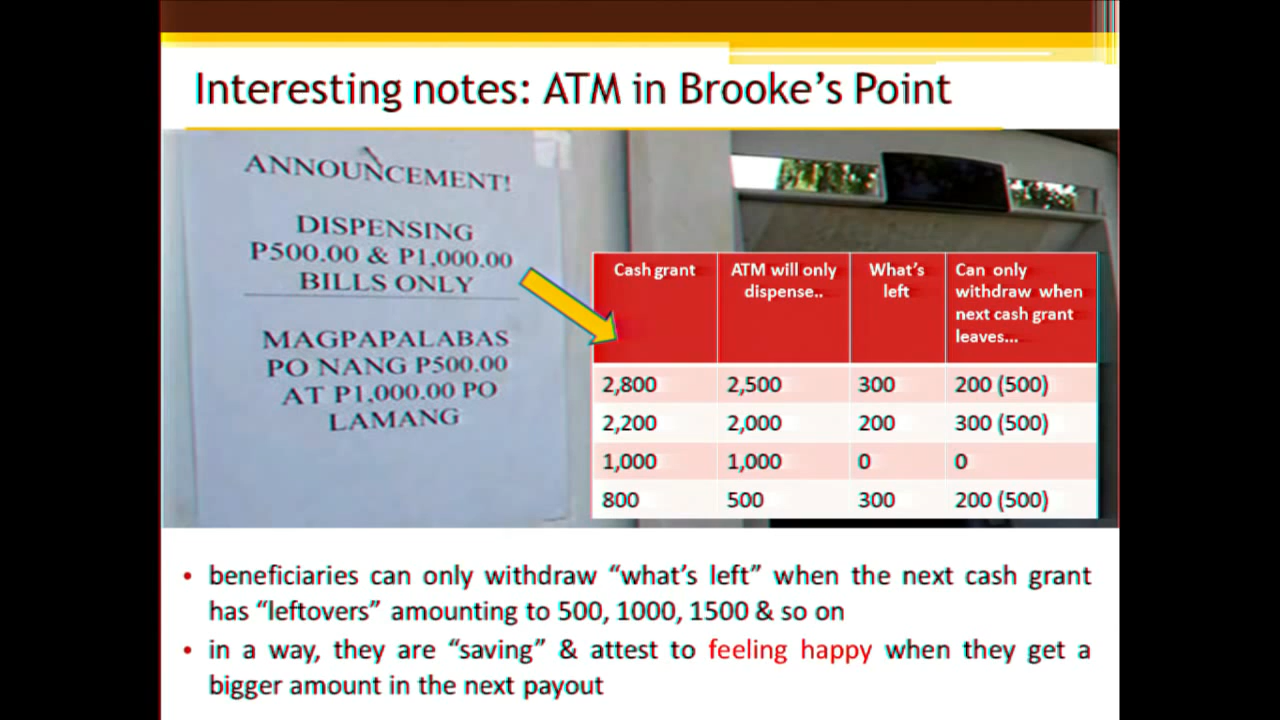 Interesting notes: ATM in Brooke’s Point
ANNOUNCEMENT!
DISPENSING
P500.00 & P1,000.00
BILLS ONLY
MAGPAPALABAS
PO NANG P500.00
AT P1,000.00 PO
LAMANG
Cash grant ATM will only dispense.. What’s left Can only withdraw when next cash grant leaves...
2,800 2,500 300 200 (500)
2,200 2,000 200 300 (500)
1,000 1,000 0 0
800 500 300 200 (500)
• beneficiaries can only withdraw “what’s left” when the next cash grant
has “leftovers” amounting to 500, 1000, 1500 & so on
• in a way, they are “saving” & attest to feeling happy when they get a
bigger amount in the next payout